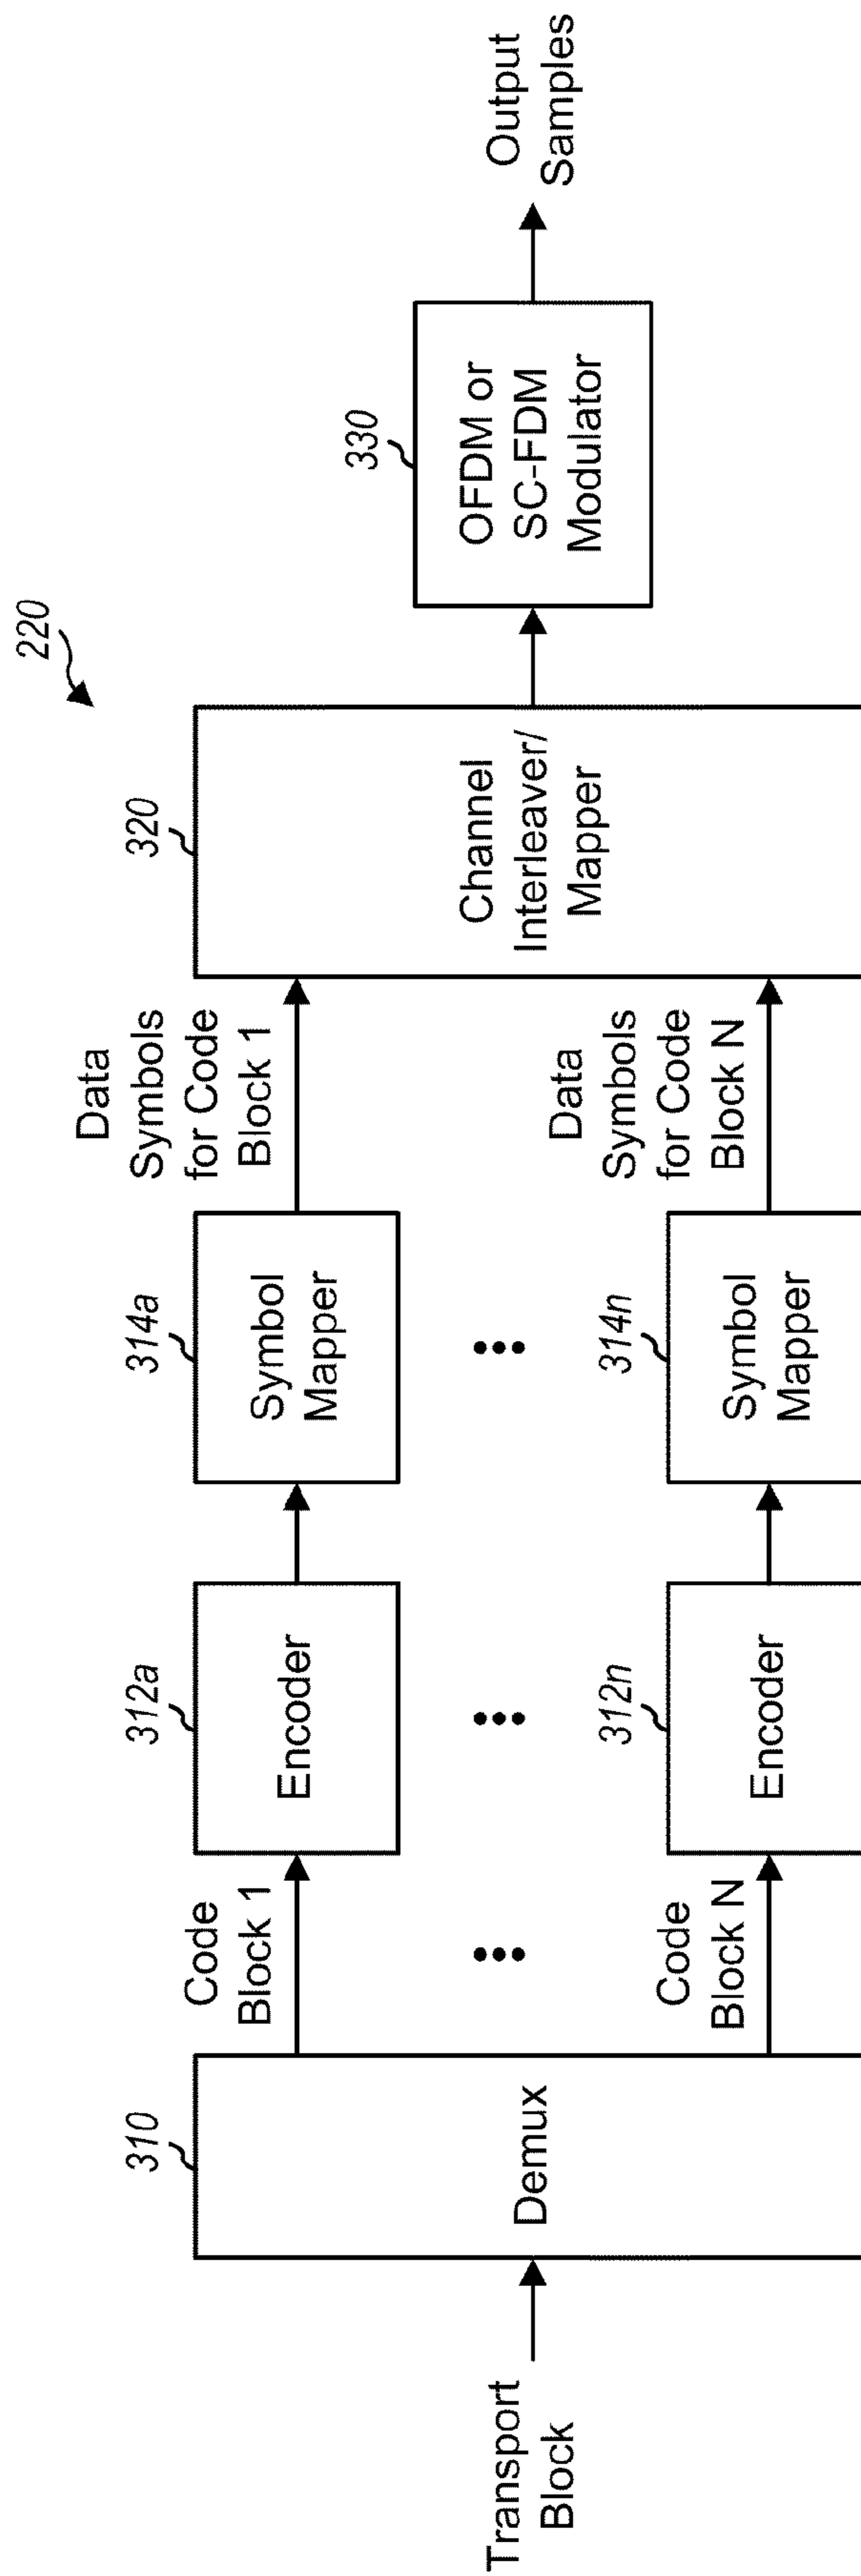 220
Transport
Block
310
Demux
Code
Block 1
312a
Encoder
314a
Symbol
Mapper
Data
Symbols
for Code
Block 1
Code
Block N
312n
Encoder
314n
Symbol
Mapper
Data
Symbols
for Code
Block N
320
Channel
Interleaver/
Mapper
330
OFDM or
SC-FDM
Modulator
Output
Samples